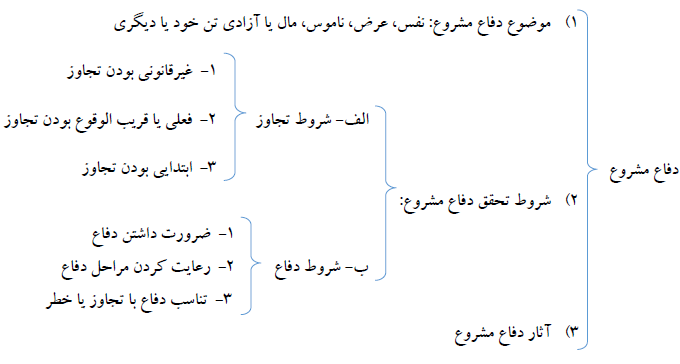 دفاع مشروع
۱) موضوع دفاع مشروع: نفس، عرض، ناموس، مال یا آزادی تن خود یا دیگری
۲) شروط تحقق دفاع مشروع:
الف- شروط تجاوز
۱- غیرقانونی بودن تجاوز
۲- فعلی یا قریب الوقوع بودن تجاوز
۳- ابتدایی بودن تجاوز
ب- شروط دفاع
۱- ضرورت داشتن دفاع
۲- رعایت کردن مراحل دفاع
۳- تناسب دفاع با تجاوز یا خطر
۳) آثار دفاع مشروع